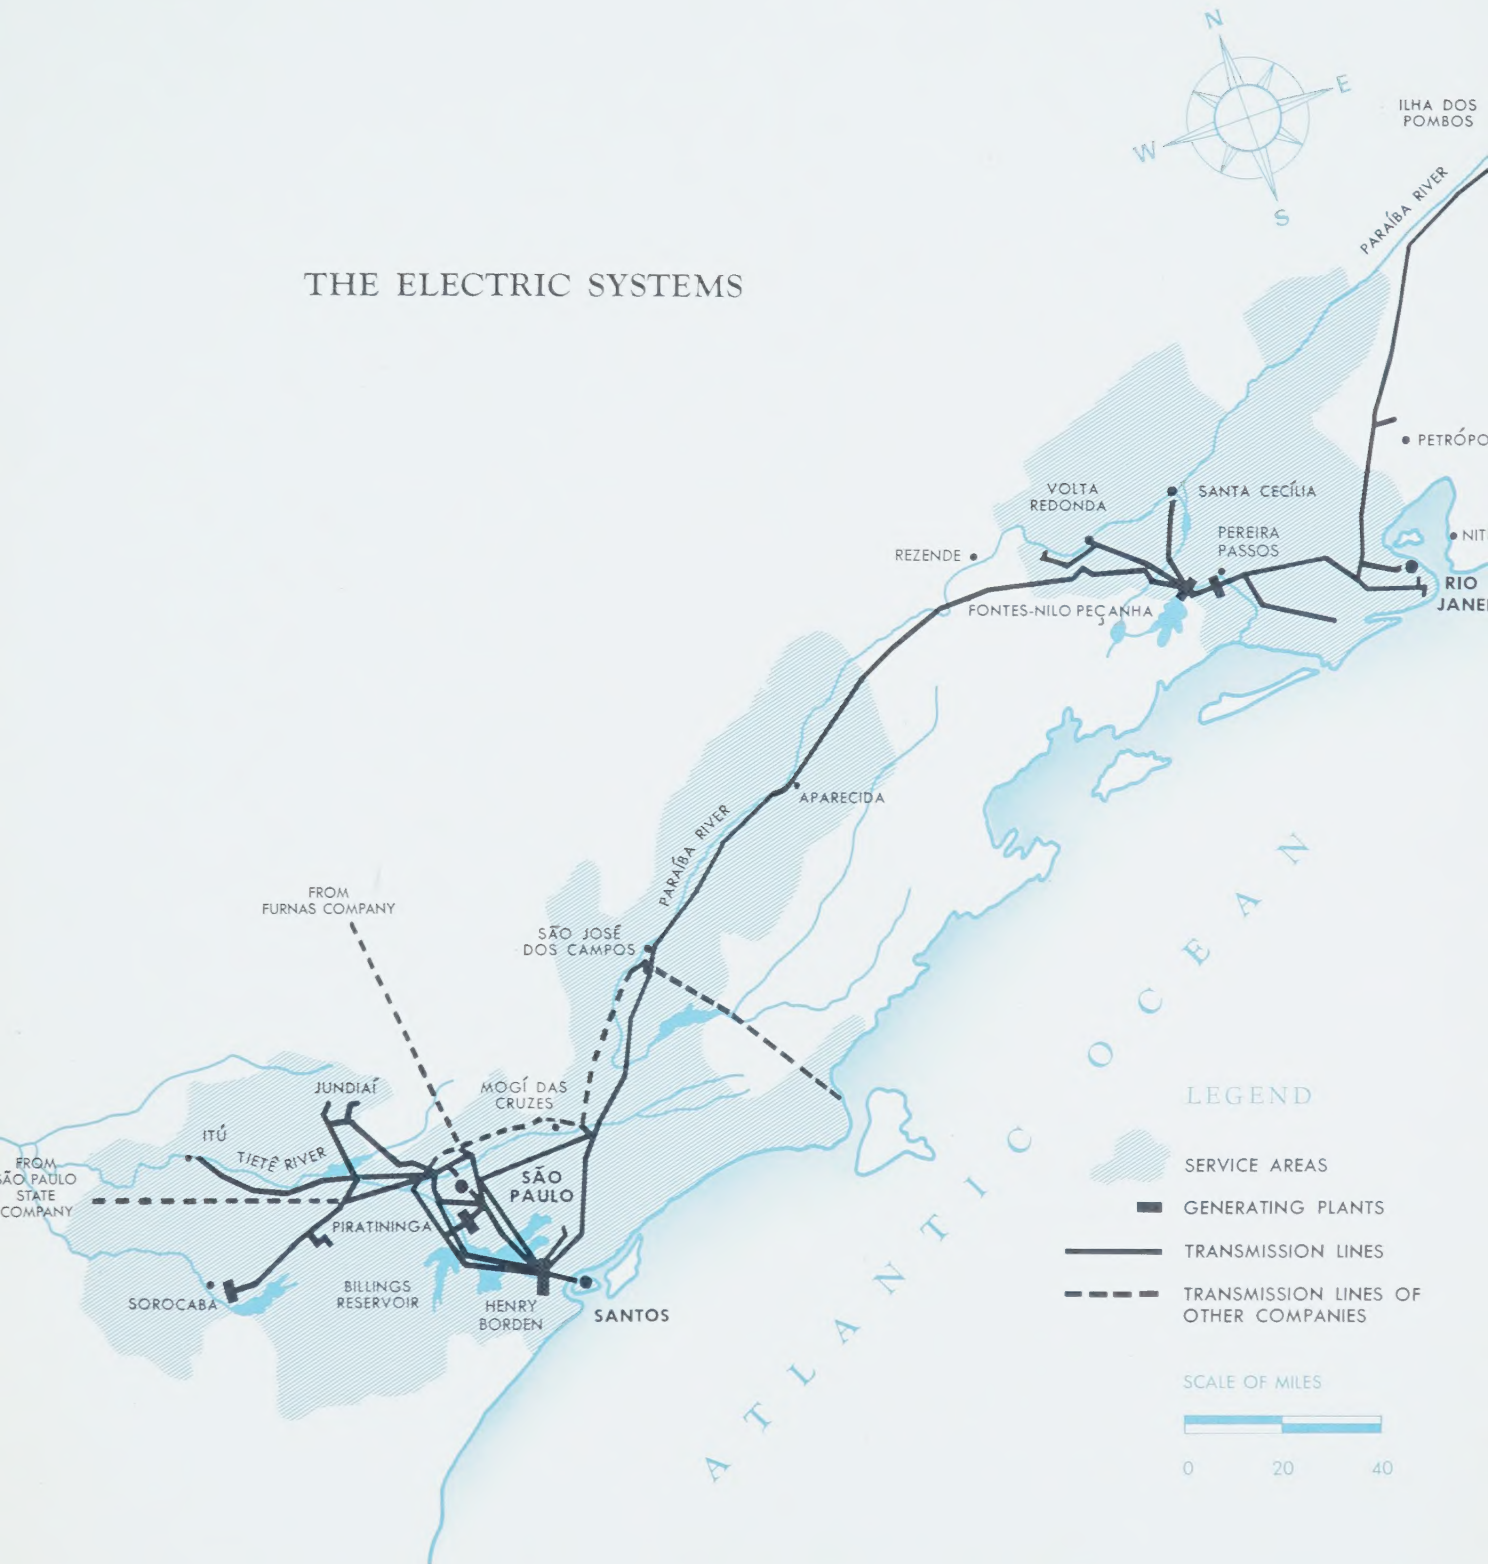 N
E
W
S
ILHA DOS
POMBOS
PARAÍBA RIVER
THE ELECTRIC SYSTEMS
PETRÓPO
VOLTA
REDONDA
SANTA CECÍLIA
PEREIRA
PASSOS
NIT
REZENDE
RIO
JANE
FONTES-NILO PEÇANHA
APARECIDA
PARAÍBA RIVER
FROM
FURNAS COMPANY
SÃO JOSÉ
DOS CAMPOS
ATLANTIC OCEAN
JUNDIAÍ
MOGÍ DAS
CRUZES
ITÚ
TIETÊ RIVER
FROM
SÃO PAULO
STATE
COMPANY
SÃO
PAULO
PIRATININGA
BILLINGS
RESERVOIR
SOROCABA
HENRY
BORDEN
SANTOS
LEGEND
SERVICE AREAS
GENERATING PLANTS
TRANSMISSION LINES
TRANSMISSION LINES OF
OTHER COMPANIES
SCALE OF MILES
0 20 40